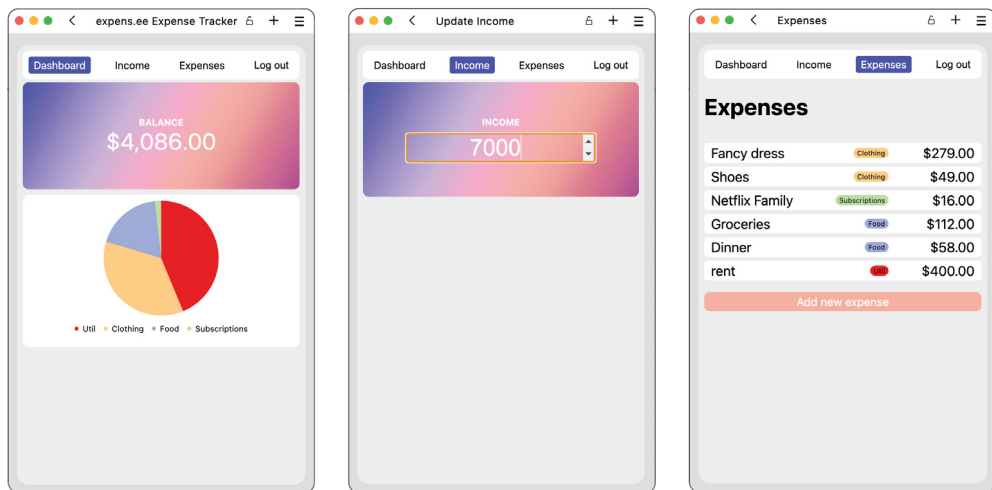 expens.ee Expense Tracker
Dashboard Income Expenses Log out
BALANCE
$4,086.00
Util Clothing Food Subscriptions
Update Income
Dashboard Income Expenses Log out
INCOME
7000
Expenses
Dashboard Income Expenses Log out
Expenses
Fancy dress Clothing $279.00
Shoes Clothing $49.00
Netflix Family Subscriptions $16.00
Groceries Food $112.00
Dinner Food $58.00
rent Util $400.00
Add new expense